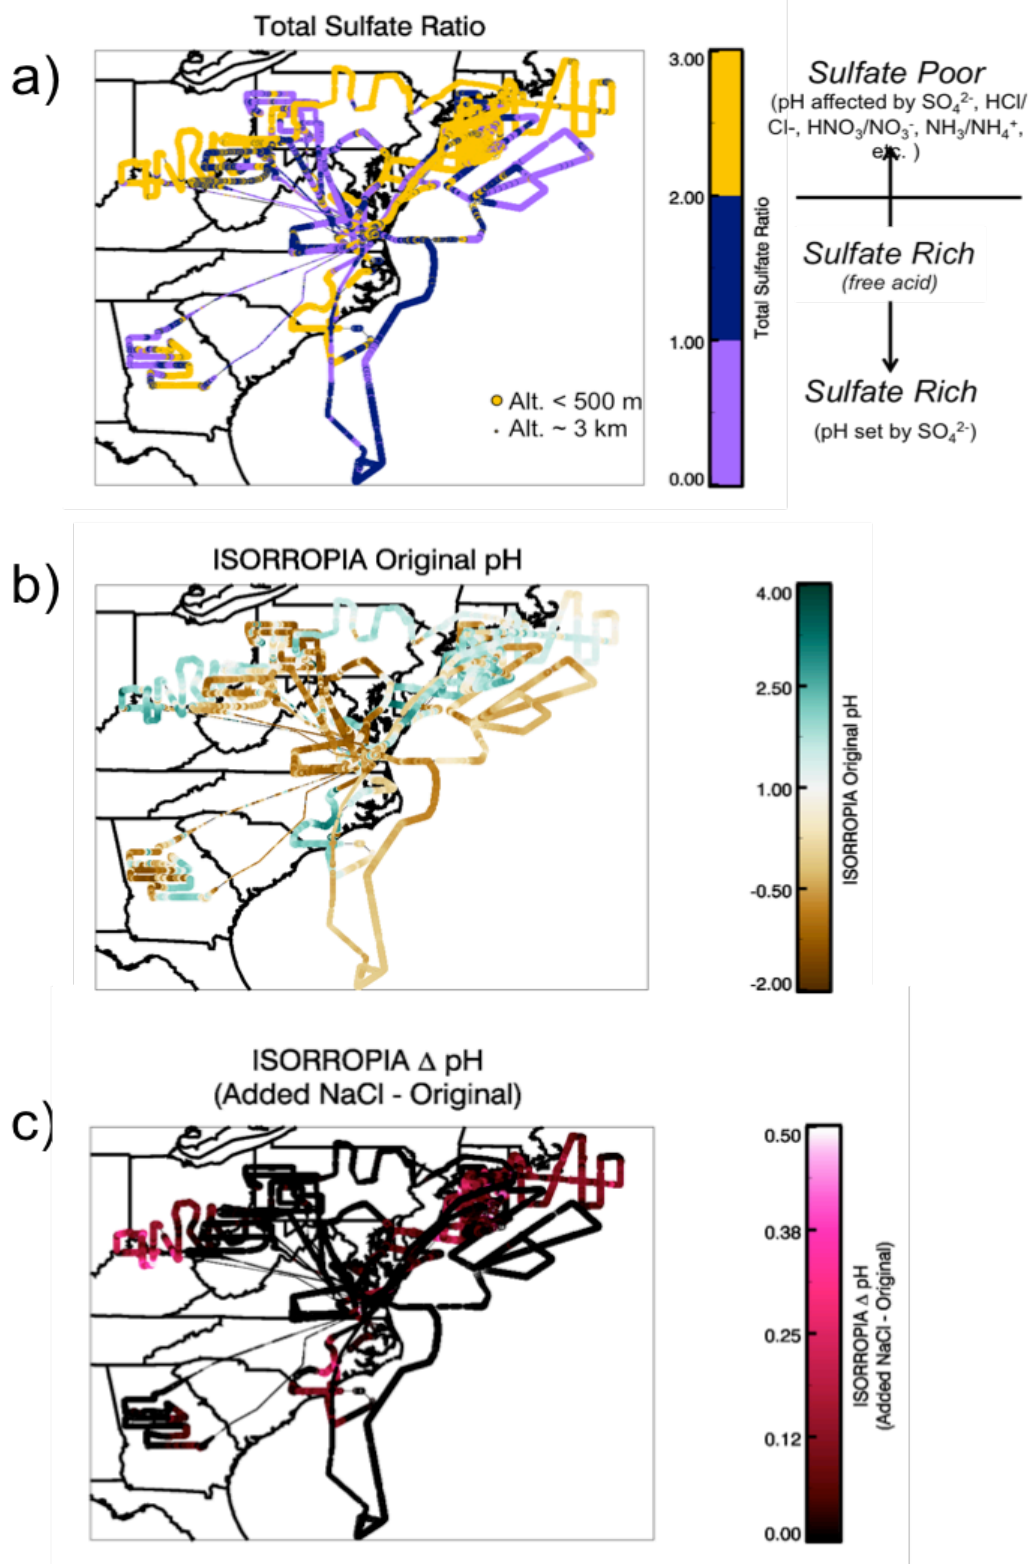 a)
Total Sulfate Ratio
3.00
2.00
1.00
0.00
Total Sulfate Ratio
Alt. < 500 m
Alt. ~ 3 km
Sulfate Poor
(pH affected by SO₄²⁻, HCl/
Cl-, HNO₃/NO₃⁻, NH₃/NH₄⁺,
etc. )
Sulfate Rich
(free acid)
Sulfate Rich
(pH set by SO₄²⁻)
b)
ISORROPIA Original pH
4.00
2.50
1.00
-0.50
-2.00
ISORROPIA Original pH
c)
ISORROPIA Δ pH
(Added NaCl - Original)
0.50
0.38
0.25
0.12
0.00
ISORROPIA Δ pH
(Added NaCl - Original)